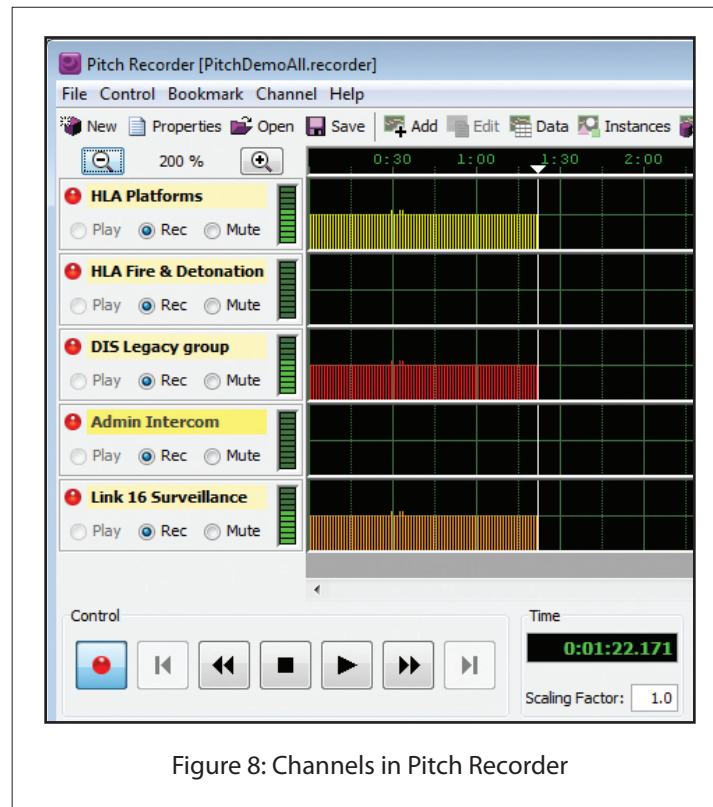 Pitch Recorder [PitchDemoAll.recorder]
File Control Bookmark Channel Help
New Properties Open Save Add Edit Data Instances
200 % 0:30 1:00 1:30 2:00
HLA Platforms
Play Rec Mute
HLA Fire & Detonation
Play Rec Mute
DIS Legacy group
Play Rec Mute
Admin Intercom
Play Rec Mute
Link 16 Surveillance
Play Rec Mute
Control
Time
0:01:22.171
Scaling Factor: 1.0
Figure 8: Channels in Pitch Recorder